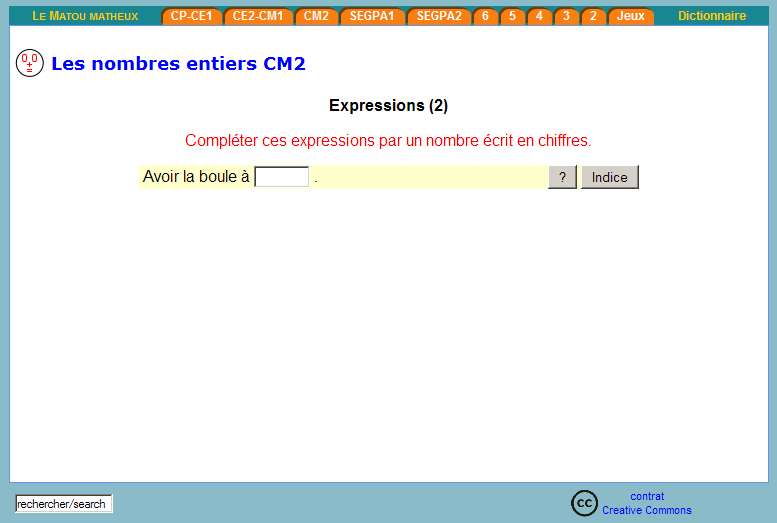 LE MATOU MATHEUX CP-CE1 CE2-CM1 CM2 SEGPA1 SEGPA2 6 5 4 3 2 Jeux Dictionnaire
0 0
+
=
Les nombres entiers CM2
Expressions (2)
Compléter ces expressions par un nombre écrit en chiffres.
Avoir la boule à . ? Indice
rechercher/search
cc contrat
Creative Commons